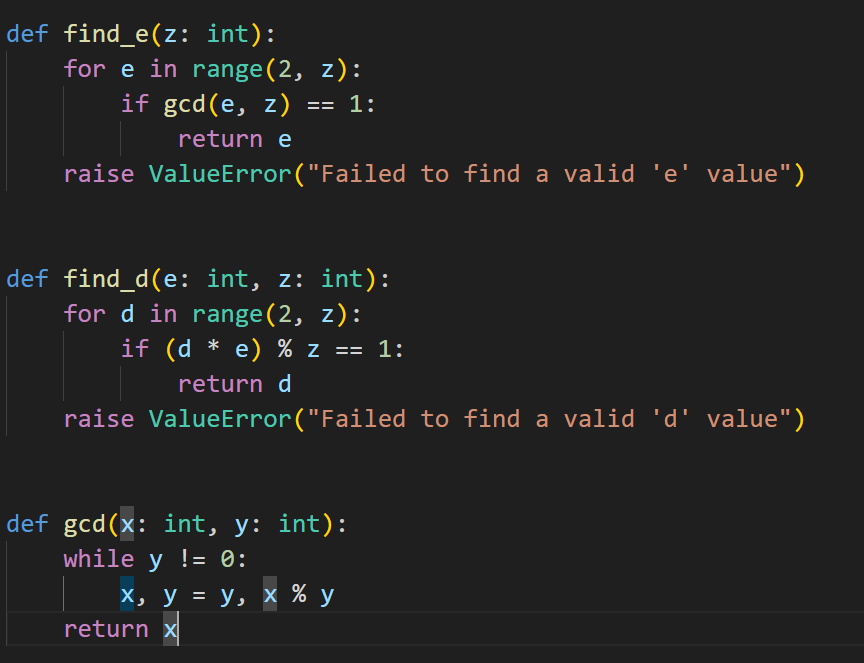 def find_e(z: int):
    for e in range(2, z):
        if gcd(e, z) == 1:
            return e
    raise ValueError("Failed to find a valid 'e' value")
def find_d(e: int, z: int):
    for d in range(2, z):
        if (d * e) % z == 1:
            return d
    raise ValueError("Failed to find a valid 'd' value")
def gcd(x: int, y: int):
    while y != 0:
        x, y = y, x % y
    return x